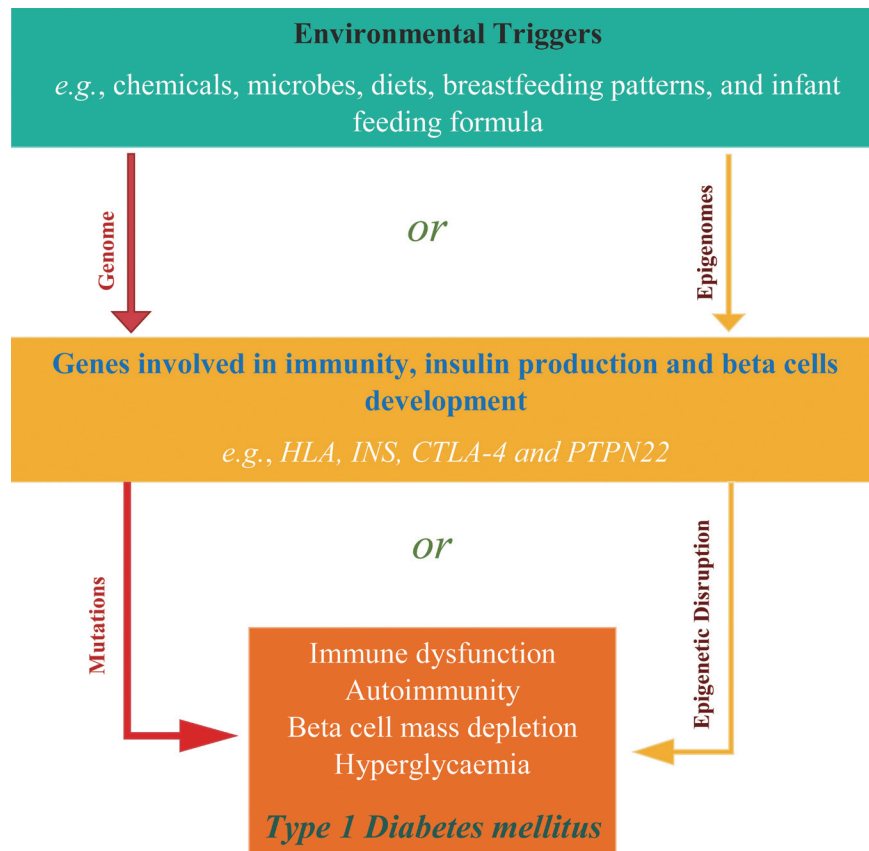 Environmental Triggers
e.g., chemicals, microbes, diets, breastfeeding patterns, and infant
feeding formula
Genome
or
Epigenomes
Genes involved in immunity, insulin production and beta cells
development
e.g., HLA, INS, CTLA-4 and PTPN22
Mutations
or
Epigenetic Disruption
Immune dysfunction
Autoimmunity
Beta cell mass depletion
Hyperglycaemia
Type 1 Diabetes mellitus